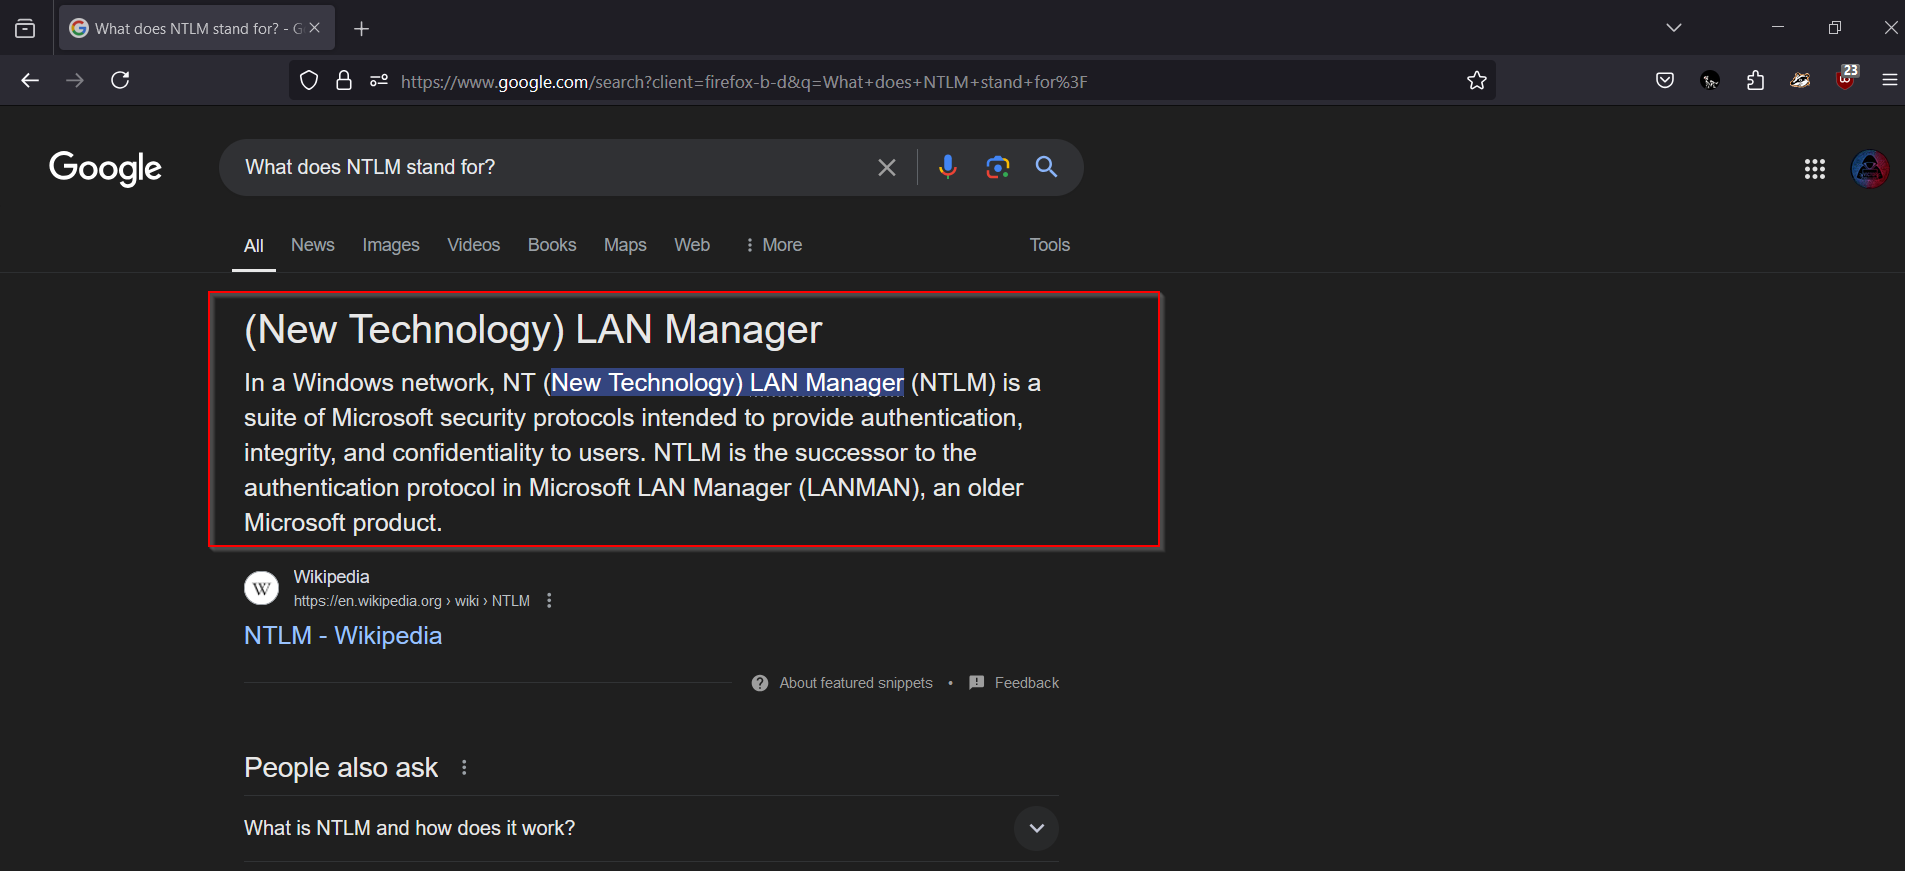 What does NTLM stand for? - G
https://www.google.com/search?client=firefox-b-d&q=What+does+NTLM+stand+for%3F
23
Google
What does NTLM stand for?
All News Images Videos Books Maps Web More Tools
(New Technology) LAN Manager
In a Windows network, NT (New Technology) LAN Manager (NTLM) is a
suite of Microsoft security protocols intended to provide authentication,
integrity, and confidentiality to users. NTLM is the successor to the
authentication protocol in Microsoft LAN Manager (LANMAN), an older
Microsoft product.
W
Wikipedia
https://en.wikipedia.org › wiki › NTLM
NTLM - Wikipedia
About featured snippets • Feedback
People also ask
What is NTLM and how does it work?